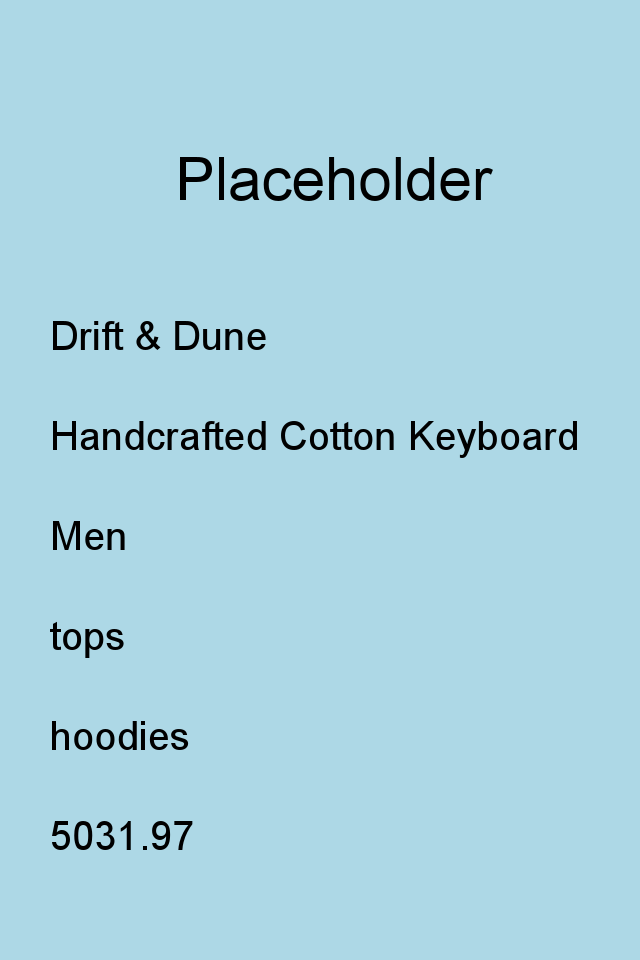 Placeholder
Drift & Dune
Handcrafted Cotton Keyboard
Men
tops
hoodies
5031.97